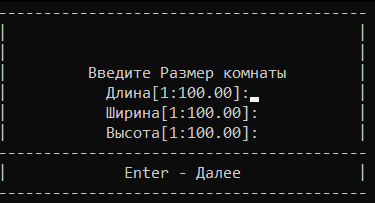 Введите Размер комнаты
Длина[1:100.00]:
Ширина[1:100.00]:
Высота[1:100.00]:
Enter - Далее